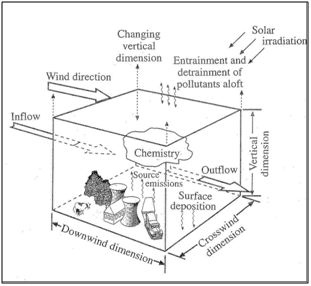 Changing
vertical
dimension
Solar
irradiation
Wind direction
Entrainment and
detrainment of
pollutants aloft
Inflow
Chemistry
Vertical
dimension
Outflow
Source
emissions
Surface
deposition
Downwind dimension
Crosswind
dimension